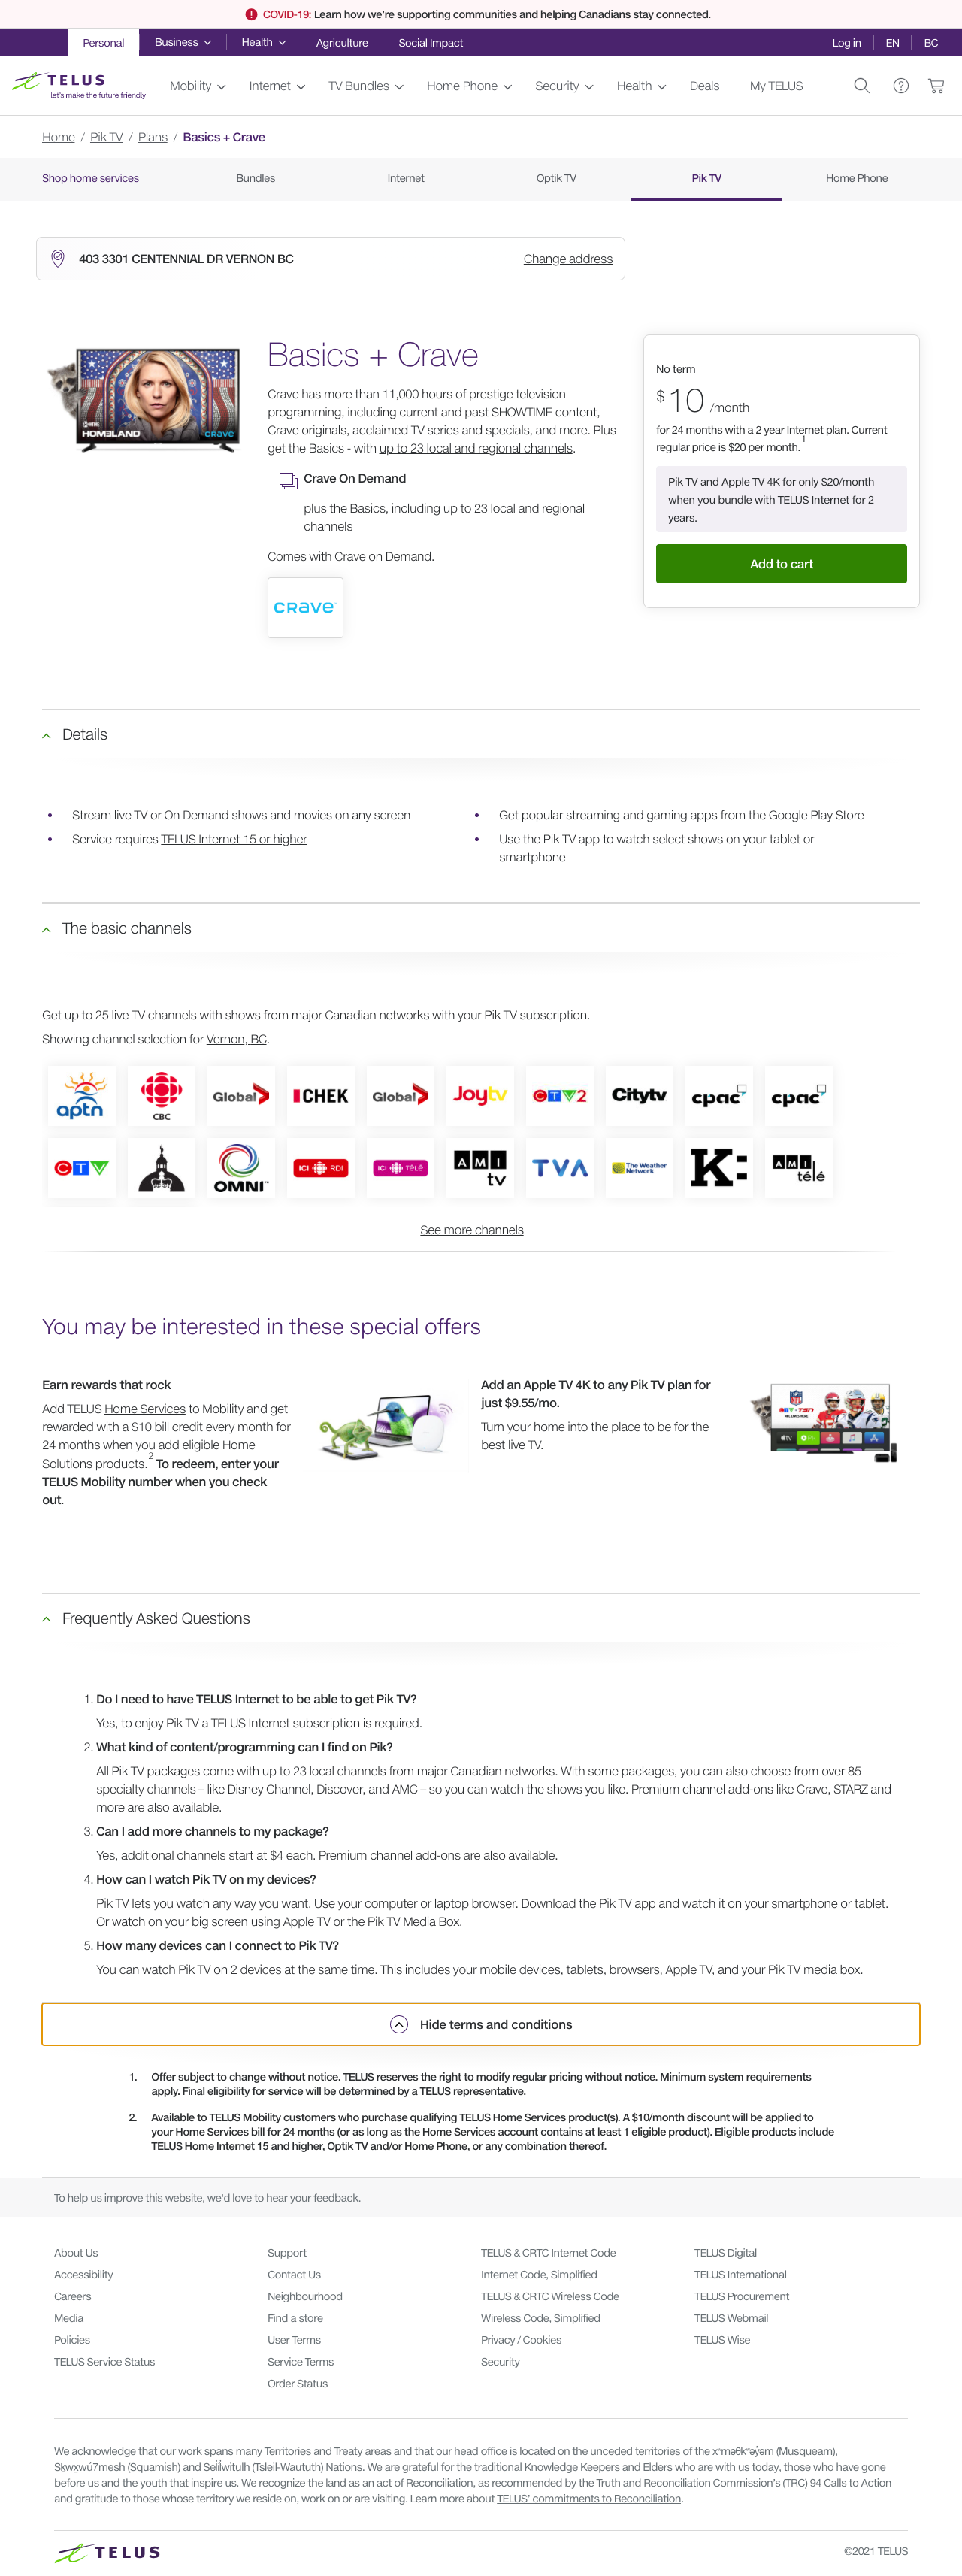 COVID-19: Learn how we're supporting communities and helping Canadians stay connected.
Personal Business Health Agriculture Social Impact Log in EN BC
TELUS
let's make the future friendly
Mobility Internet TV Bundles Home Phone Security Health Deals My TELUS
Home / Pik TV / Plans / Basics + Crave
Shop home services Bundles Internet Optik TV Pik TV Home Phone
403 3301 CENTENNIAL DR VERNON BC Change address
HOMELAND CRAVE
Basics + Crave
Crave has more than 11,000 hours of prestige television
programming, including current and past SHOWTIME content,
Crave originals, acclaimed TV series and specials, and more. Plus
get the Basics - with up to 23 local and regional channels.
Crave On Demand
plus the Basics, including up to 23 local and regional
channels
Comes with Crave on Demand.
CRAVE
No term
$10 /month
for 24 months with a 2 year Internet plan. Current
regular price is $20 per month.1
Pik TV and Apple TV 4K for only $20/month
when you bundle with TELUS Internet for 2
years.
Add to cart
Details
Stream live TV or On Demand shows and movies on any screen
Service requires TELUS Internet 15 or higher
Get popular streaming and gaming apps from the Google Play Store
Use the Pik TV app to watch select shows on your tablet or
smartphone
The basic channels
Get up to 25 live TV channels with shows from major Canadian networks with your Pik TV subscription.
Showing channel selection for Vernon, BC.
aptn CBC Global CHEK Global Joytv CTV2 Citytv cpac cpac
CTV OMNI ICI RDI ICI TÉLÉ AMI tv TVA The Weather Network K: AMI télé
See more channels
You may be interested in these special offers
Earn rewards that rock
Add TELUS Home Services to Mobility and get
rewarded with a $10 bill credit every month for
24 months when you add eligible Home
Solutions products.2 To redeem, enter your
TELUS Mobility number when you check
out.
Add an Apple TV 4K to any Pik TV plan for
just $9.55/mo.
Turn your home into the place to be for the
best live TV.
Frequently Asked Questions
1. Do I need to have TELUS Internet to be able to get Pik TV?
Yes, to enjoy Pik TV a TELUS Internet subscription is required.
2. What kind of content/programming can I find on Pik?
All Pik TV packages come with up to 23 local channels from major Canadian networks. With some packages, you can also choose from over 85
specialty channels – like Disney Channel, Discover, and AMC – so you can watch the shows you like. Premium channel add-ons like Crave, STARZ and
more are also available.
3. Can I add more channels to my package?
Yes, additional channels start at $4 each. Premium channel add-ons are also available.
4. How can I watch Pik TV on my devices?
Pik TV lets you watch any way you want. Use your computer or laptop browser. Download the Pik TV app and watch it on your smartphone or tablet.
Or watch on your big screen using Apple TV or the Pik TV Media Box.
5. How many devices can I connect to Pik TV?
You can watch Pik TV on 2 devices at the same time. This includes your mobile devices, tablets, browsers, Apple TV, and your Pik TV media box.
Hide terms and conditions
1. Offer subject to change without notice. TELUS reserves the right to modify regular pricing without notice. Minimum system requirements
apply. Final eligibility for service will be determined by a TELUS representative.
2. Available to TELUS Mobility customers who purchase qualifying TELUS Home Services product(s). A $10/month discount will be applied to
your Home Services bill for 24 months (or as long as the Home Services account contains at least 1 eligible product). Eligible products include
TELUS Home Internet 15 and higher, Optik TV and/or Home Phone, or any combination thereof.
To help us improve this website, we'd love to hear your feedback.
About Us Support TELUS & CRTC Internet Code TELUS Digital
Accessibility Contact Us Internet Code, Simplified TELUS International
Careers Neighbourhood TELUS & CRTC Wireless Code TELUS Procurement
Media Find a store Wireless Code, Simplified TELUS Webmail
Policies User Terms Privacy / Cookies TELUS Wise
TELUS Service Status Service Terms Security
Order Status
We acknowledge that our work spans many Territories and Treaty areas and that our head office is located on the unceded territories of the xʷməθkʷəy̓əm (Musqueam),
Sḵwx̱wú7mesh (Squamish) and Sel̓íl̓witulh (Tsleil-Waututh) Nations. We are grateful for the traditional Knowledge Keepers and Elders who are with us today, those who have gone
before us and the youth that inspire us. We recognize the land as an act of Reconciliation, as recommended by the Truth and Reconciliation Commission's (TRC) 94 Calls to Action
and gratitude to those whose territory we reside on, work on or are visiting. Learn more about TELUS' commitments to Reconciliation.
TELUS ©2021 TELUS